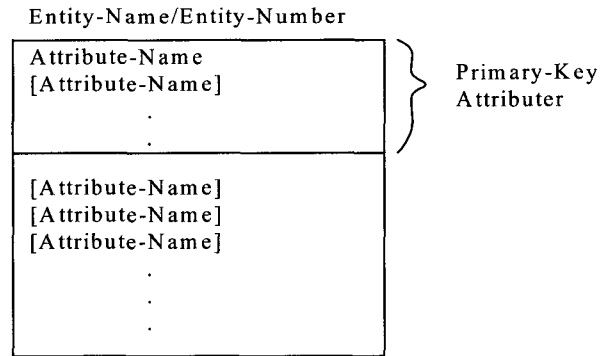 Entity-Name/Entity-Number
Attribute-Name
[Attribute-Name]
.
.
Primary-Key
Attributer
[Attribute-Name]
[Attribute-Name]
[Attribute-Name]
.
.
.